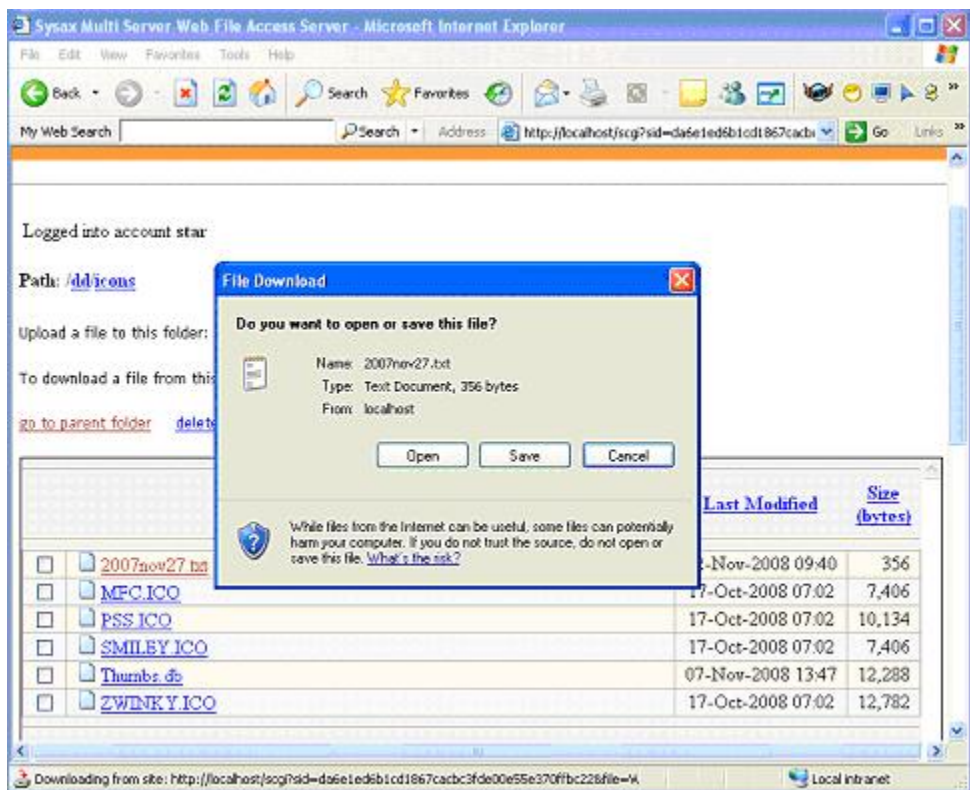 Sysax Multi Server Web File Access Server - Microsoft Internet Explorer
File Edit View Favorites Tools Help
Back Search Favorites
My Web Search Search Address http://localhost/scgi?sid=da6e1ed6b1cd1867cacb Go Links »
Logged into account star
Path: /dd/icons
Upload a file to this folder:
To download a file from this
go to parent folder delete
File Download
Do you want to open or save this file?
Name: 2007nov27.txt
Type: Text Document, 356 bytes
From: localhost
Open Save Cancel
While files from the Internet can be useful, some files can potentially
harm your computer. If you do not trust the source, do not open or
save this file. What's the risk?
Last Modified Size (bytes)
2007nov27.txt -Nov-2008 09:40 356
MFC.ICO 17-Oct-2008 07:02 7,406
PSS.ICO 17-Oct-2008 07:02 10,134
SMILEY.ICO 17-Oct-2008 07:02 7,406
Thumbs.db 07-Nov-2008 13:47 12,288
ZWINKY.ICO 17-Oct-2008 07:02 12,782
Downloading from site: http://localhost/scgi?sid=da6e1ed6b1cd1867cacbc3fde00e55e370ffbc228file=V Local intranet